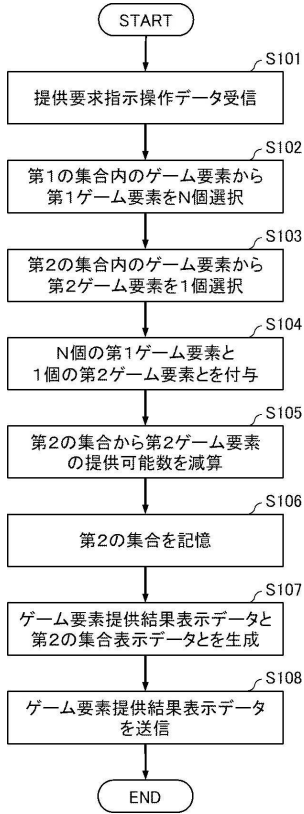 START
S101
提供要求指示操作データ受信
S102
第1の集合内のゲーム要素から
第1ゲーム要素をN個選択
S103
第2の集合内のゲーム要素から
第2ゲーム要素を1個選択
S104
N個の第1ゲーム要素と
1個の第2ゲーム要素とを付与
S105
第2の集合から第2ゲーム要素
の提供可能数を減算
S106
第2の集合を記憶
S107
ゲーム要素提供結果表示データと
第2の集合表示データとを生成
S108
ゲーム要素提供結果表示データ
を送信
END